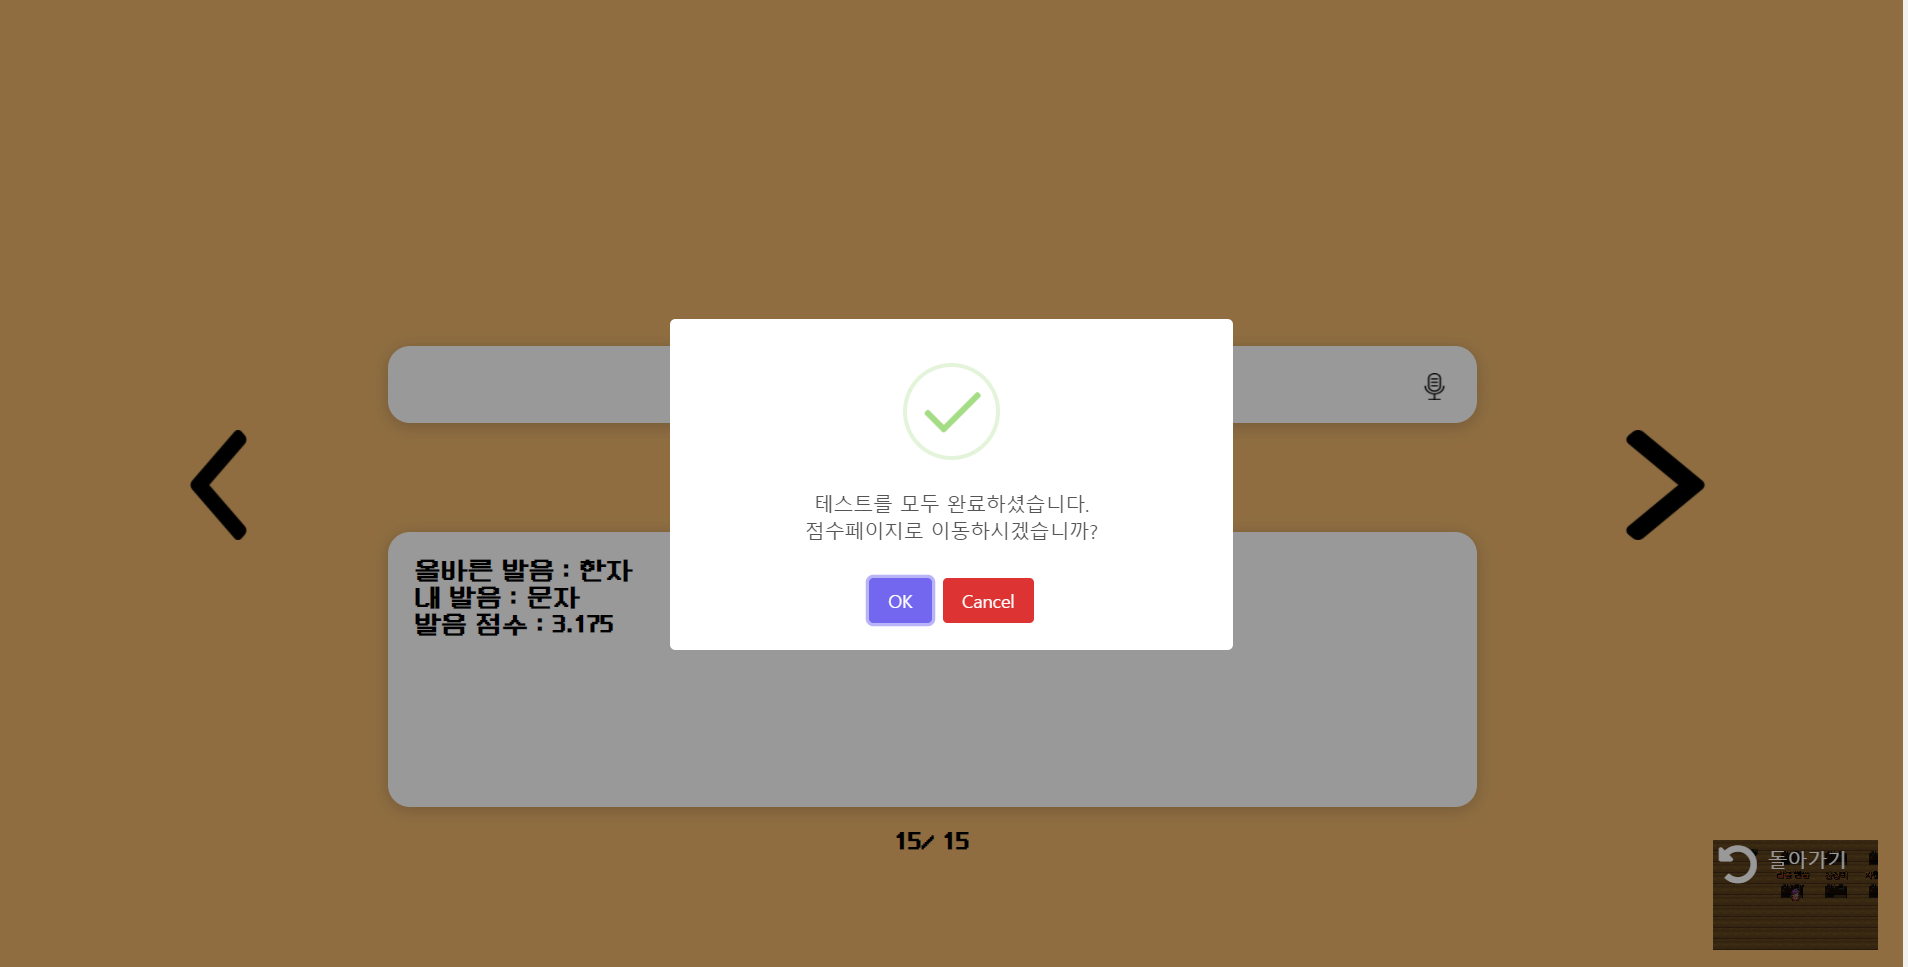 테스트를 모두 완료하셨습니다.
점수페이지로 이동하시겠습니까?
OK Cancel
올바른 발음 : 한자
내 발음 : 문자
발음 점수 : 3.175
15/ 15
돌아가기